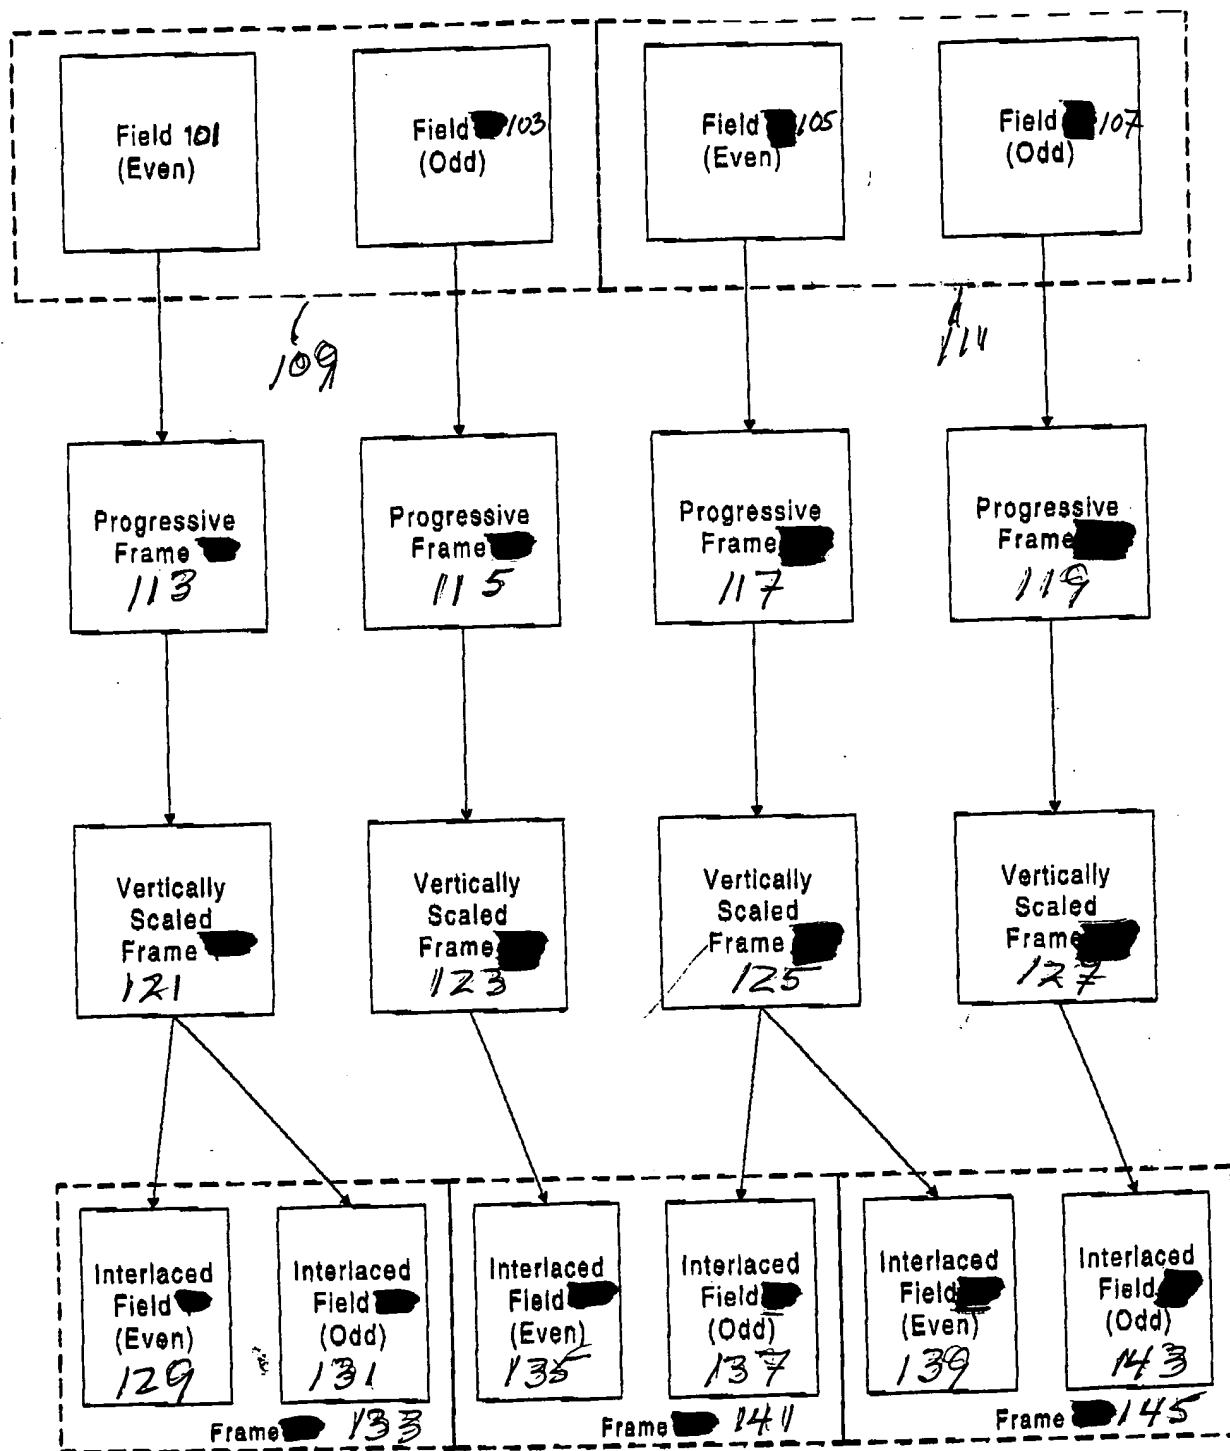 Field 101
(Even)
Field 103
(Odd)
Field 105
(Even)
Field 107
(Odd)
109
111
Progressive
Frame
113
Progressive
Frame
115
Progressive
Frame
117
Progressive
Frame
119
Vertically
Scaled
Frame
121
Vertically
Scaled
Frame
123
Vertically
Scaled
Frame
125
Vertically
Scaled
Frame
127
Interlaced
Field
(Even)
129
Interlaced
Field
(Odd)
131
Frame 133
Interlaced
Field
(Even)
135
Interlaced
Field
(Odd)
137
Frame 141
Interlaced
Field
(Even)
139
Interlaced
Field
(Odd)
143
Frame 145